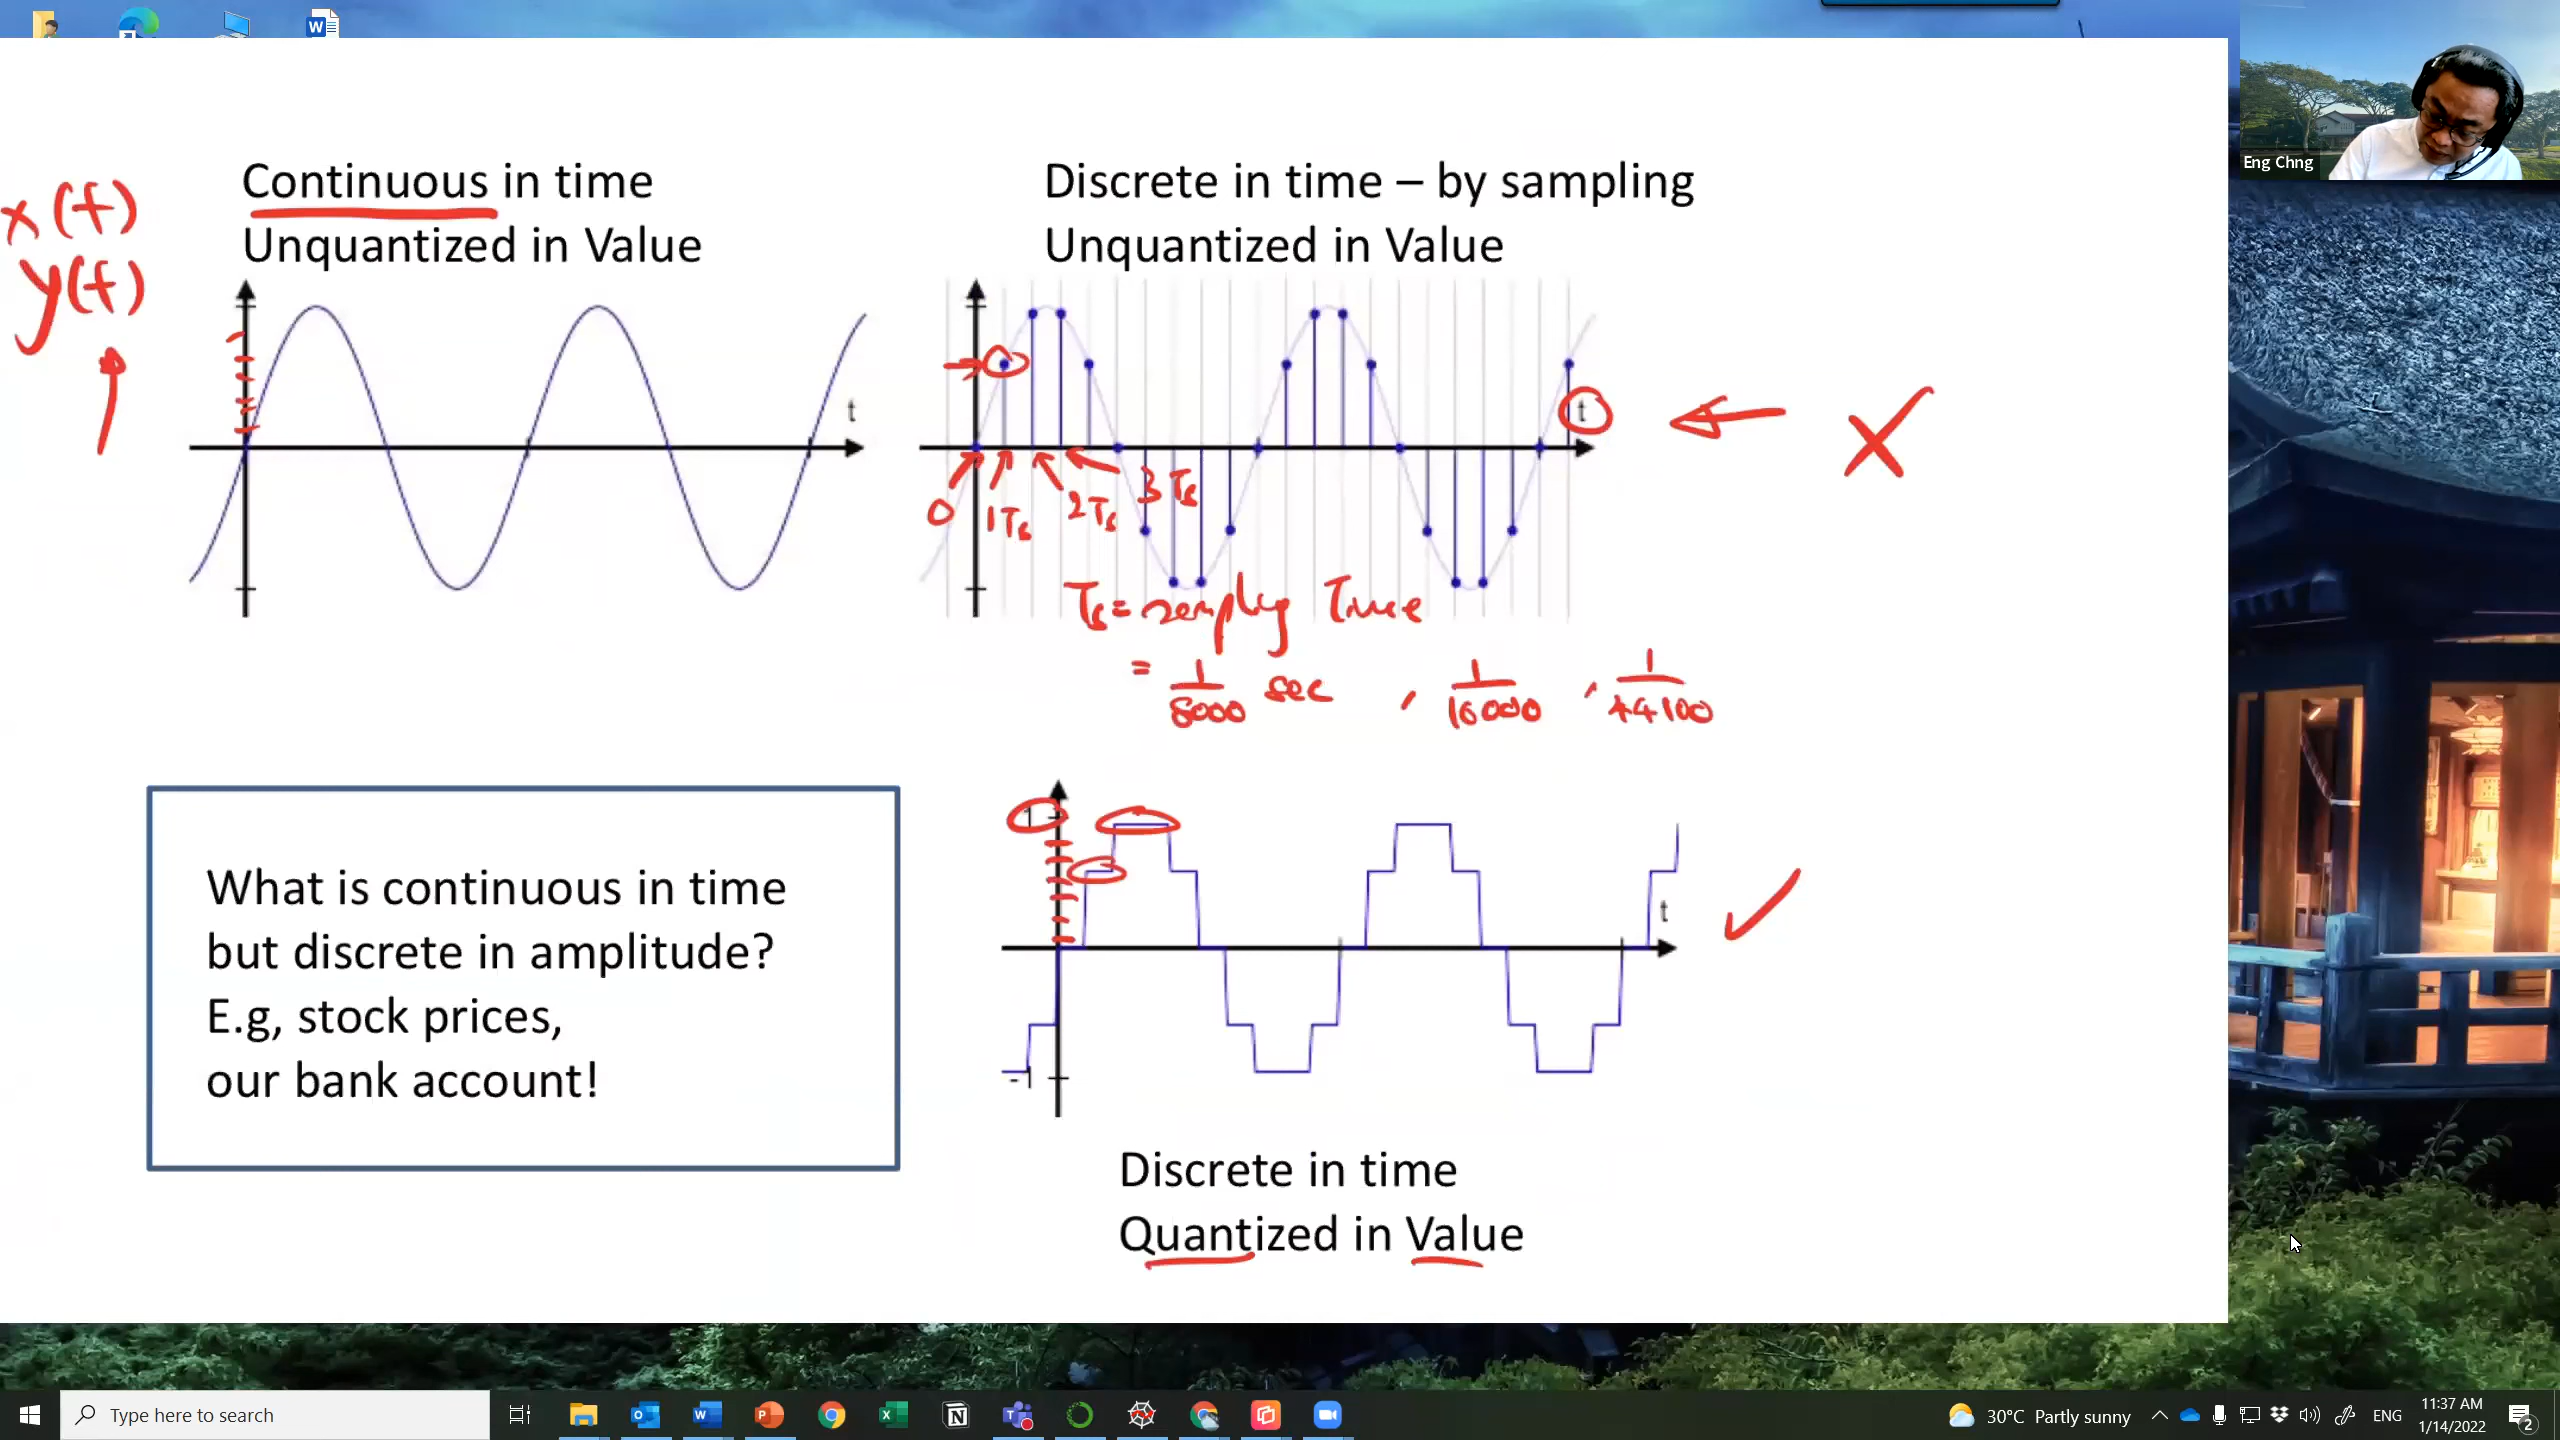 Eng Chng
Continuous in time
Unquantized in Value
x(t)
y(t)
t
Discrete in time – by sampling
Unquantized in Value
t
0
1Ts
2Ts
3Ts
Ts = sampling Time
= 1/8000 sec , 1/16000 , 1/44100
What is continuous in time
but discrete in amplitude?
E.g, stock prices,
our bank account!
1
t
-1
Discrete in time
Quantized in Value
Type here to search
30°C Partly sunny
ENG
11:37 AM
1/14/2022
2